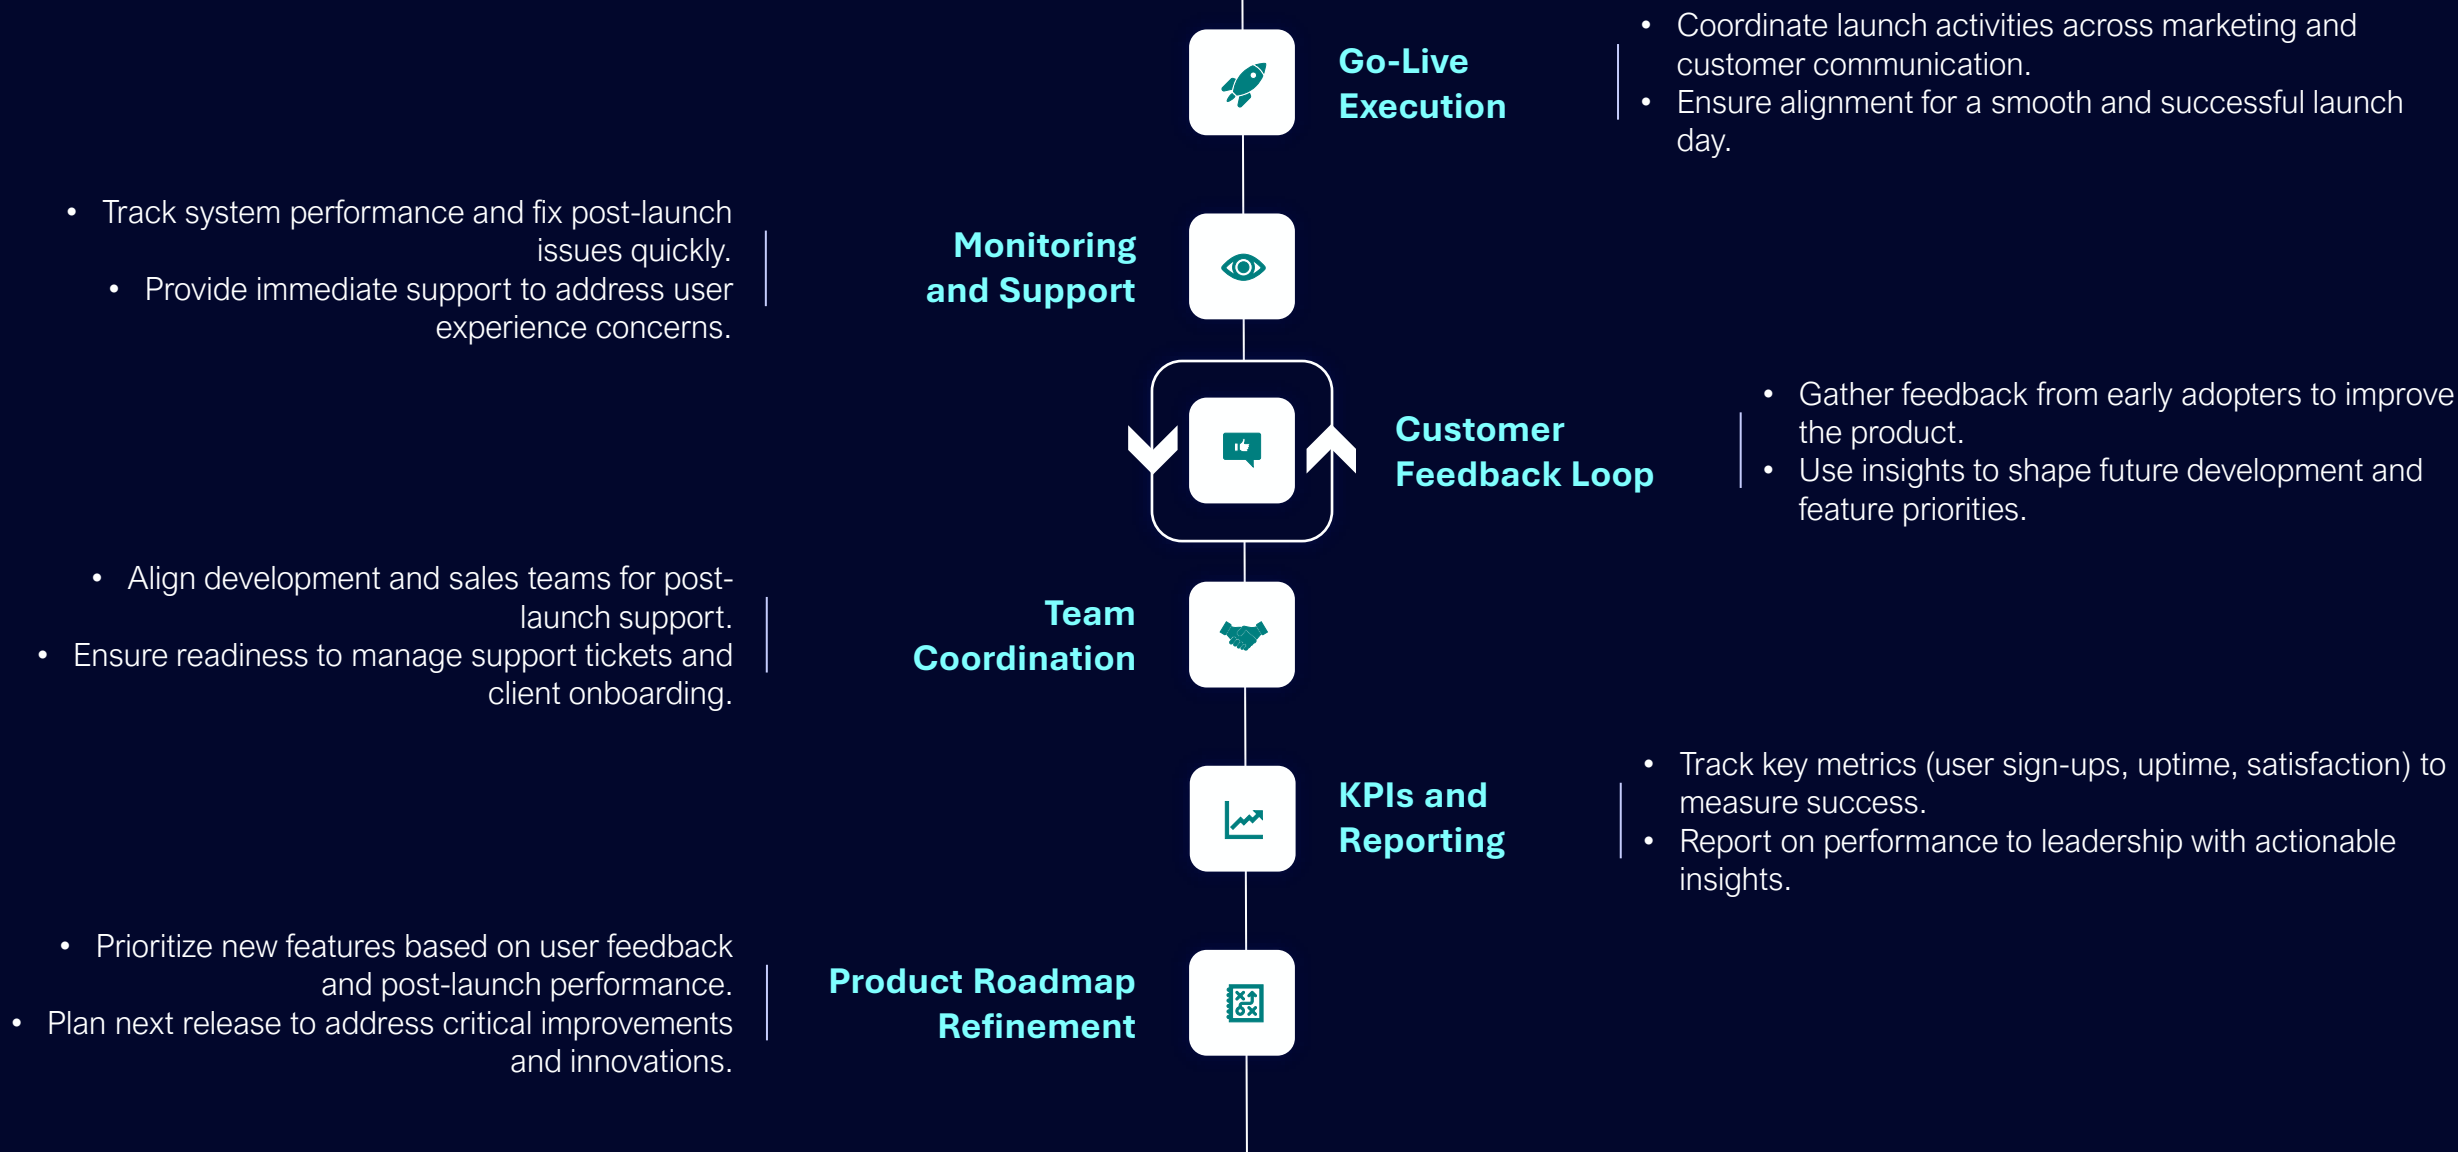 Go-Live
Execution
• Coordinate launch activities across marketing and
customer communication.
• Ensure alignment for a smooth and successful launch
day.
• Track system performance and fix post-launch
issues quickly.
• Provide immediate support to address user
experience concerns.
Monitoring
and Support
Customer
Feedback Loop
• Gather feedback from early adopters to improve
the product.
• Use insights to shape future development and
feature priorities.
• Align development and sales teams for post-
launch support.
• Ensure readiness to manage support tickets and
client onboarding.
Team
Coordination
KPIs and
Reporting
• Track key metrics (user sign-ups, uptime, satisfaction) to
measure success.
• Report on performance to leadership with actionable
insights.
• Prioritize new features based on user feedback
and post-launch performance.
• Plan next release to address critical improvements
and innovations.
Product Roadmap
Refinement